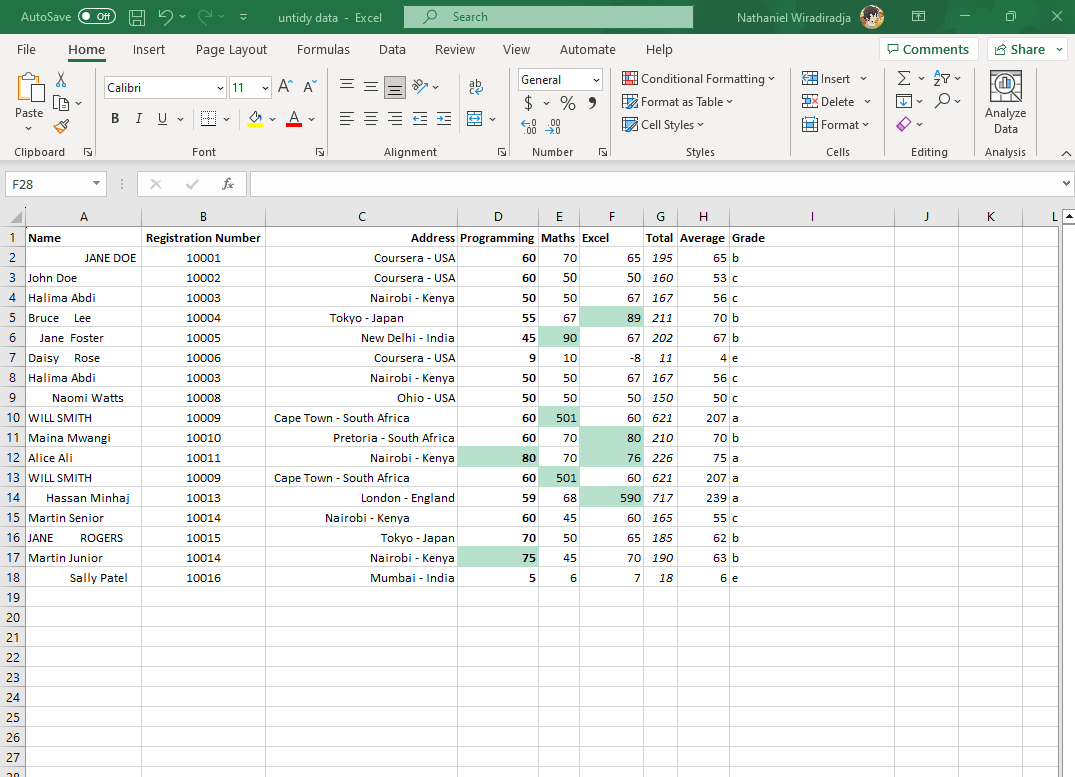 AutoSave Off untidy data - Excel Search Nathaniel Wiradiradja
File Home Insert Page Layout Formulas Data Review View Automate Help Comments Share
Calibri 11 A A ab General Conditional Formatting Insert Σ
Paste $ % , Format as Table Delete Analyze
B I U A .00 .00 Cell Styles Format Data
Clipboard Font Alignment Number Styles Cells Editing Analysis
F28 fx
A B C D E F G H I J K L
1 Name Registration Number Address Programming Maths Excel Total Average Grade
2 JANE DOE 10001 Coursera - USA 60 70 65 195 65 b
3 John Doe 10002 Coursera - USA 60 50 50 160 53 c
4 Halima Abdi 10003 Nairobi - Kenya 50 50 67 167 56 c
5 Bruce Lee 10004 Tokyo - Japan 55 67 89 211 70 b
6 Jane Foster 10005 New Delhi - India 45 90 67 202 67 b
7 Daisy Rose 10006 Coursera - USA 9 10 -8 11 4 e
8 Halima Abdi 10003 Nairobi - Kenya 50 50 67 167 56 c
9 Naomi Watts 10008 Ohio - USA 50 50 50 150 50 c
10 WILL SMITH 10009 Cape Town - South Africa 60 501 60 621 207 a
11 Maina Mwangi 10010 Pretoria - South Africa 60 70 80 210 70 b
12 Alice Ali 10011 Nairobi - Kenya 80 70 76 226 75 a
13 WILL SMITH 10009 Cape Town - South Africa 60 501 60 621 207 a
14 Hassan Minhaj 10013 London - England 59 68 590 717 239 a
15 Martin Senior 10014 Nairobi - Kenya 60 45 60 165 55 c
16 JANE ROGERS 10015 Tokyo - Japan 70 50 65 185 62 b
17 Martin Junior 10014 Nairobi - Kenya 75 45 70 190 63 b
18 Sally Patel 10016 Mumbai - India 5 6 7 18 6 e
19
20
21
22
23
24
25
26
27
28